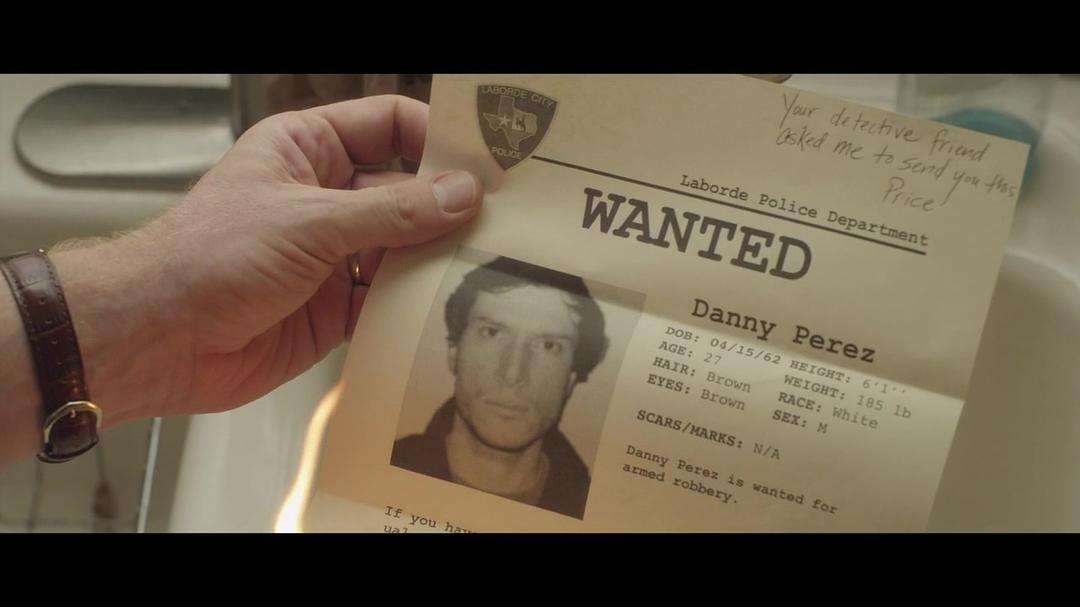 LABORDE CITY
POLICE
Your detective friend
asked me to send you this
Price
Laborde Police Department
WANTED
Danny Perez
DOB: 04/15/62 HEIGHT: 6'1''
AGE: 27 WEIGHT: 185 lb
HAIR: Brown RACE: White
EYES: Brown SEX: M
SCARS/MARKS: N/A
Danny Perez is wanted for
armed robbery.
If you